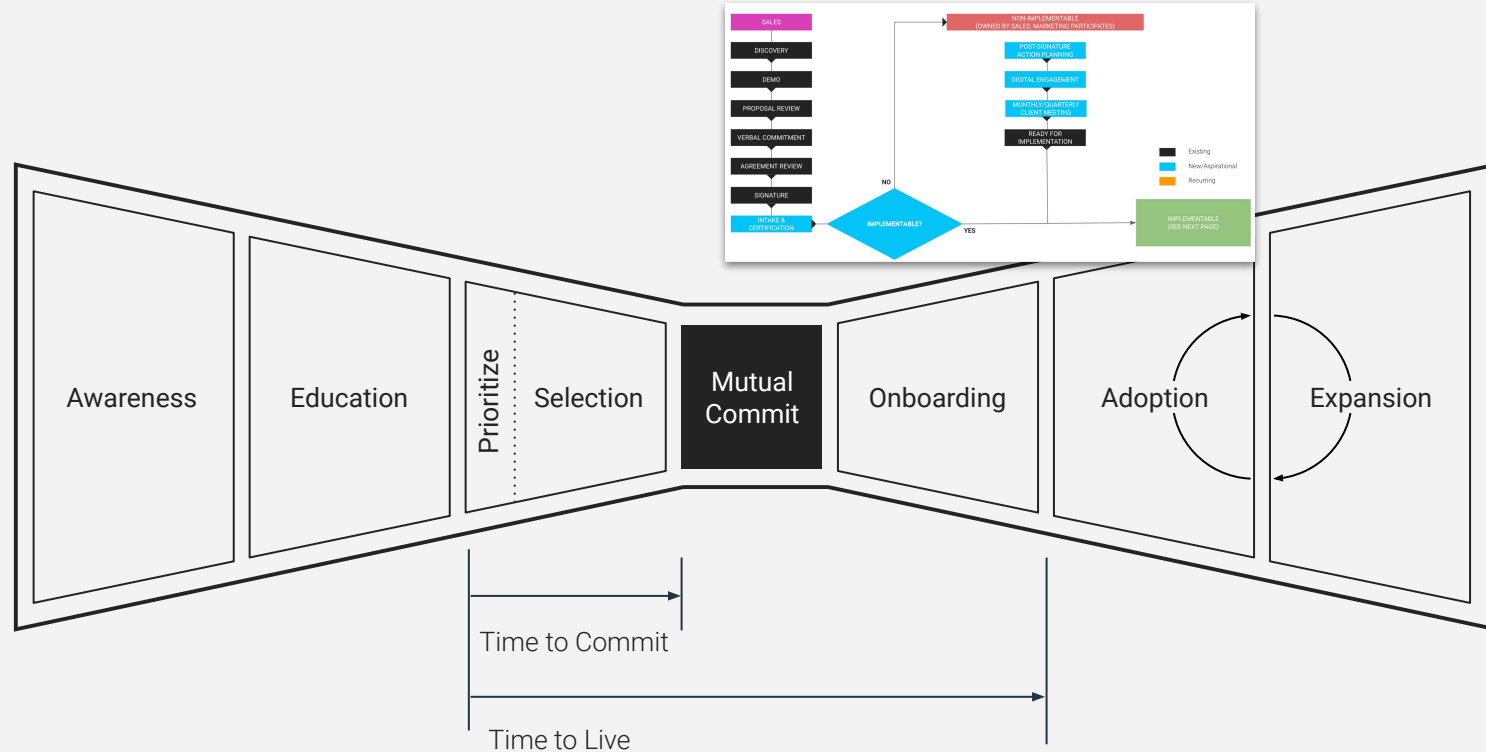 SALES
DISCOVERY
DEMO
PROPOSAL REVIEW
VERBAL COMMITMENT
AGREEMENT REVIEW
SIGNATURE
INTAKE &
CERTIFICATION
IMPLEMENTABLE?
NO
YES
NON-IMPLEMENTABLE
(OWNED BY SALES; MARKETING PARTICIPATES)
POST-SIGNATURE
ACTION PLANNING
DIGITAL ENGAGEMENT
MONTHLY/QUARTERLY
CLIENT MEETING
READY FOR
IMPLEMENTATION
Existing
New/Aspirational
Recurring
IMPLEMENTABLE
(SEE NEXT PAGE)
Awareness
Education
Prioritize
Selection
Mutual
Commit
Onboarding
Adoption
Expansion
Time to Commit
Time to Live